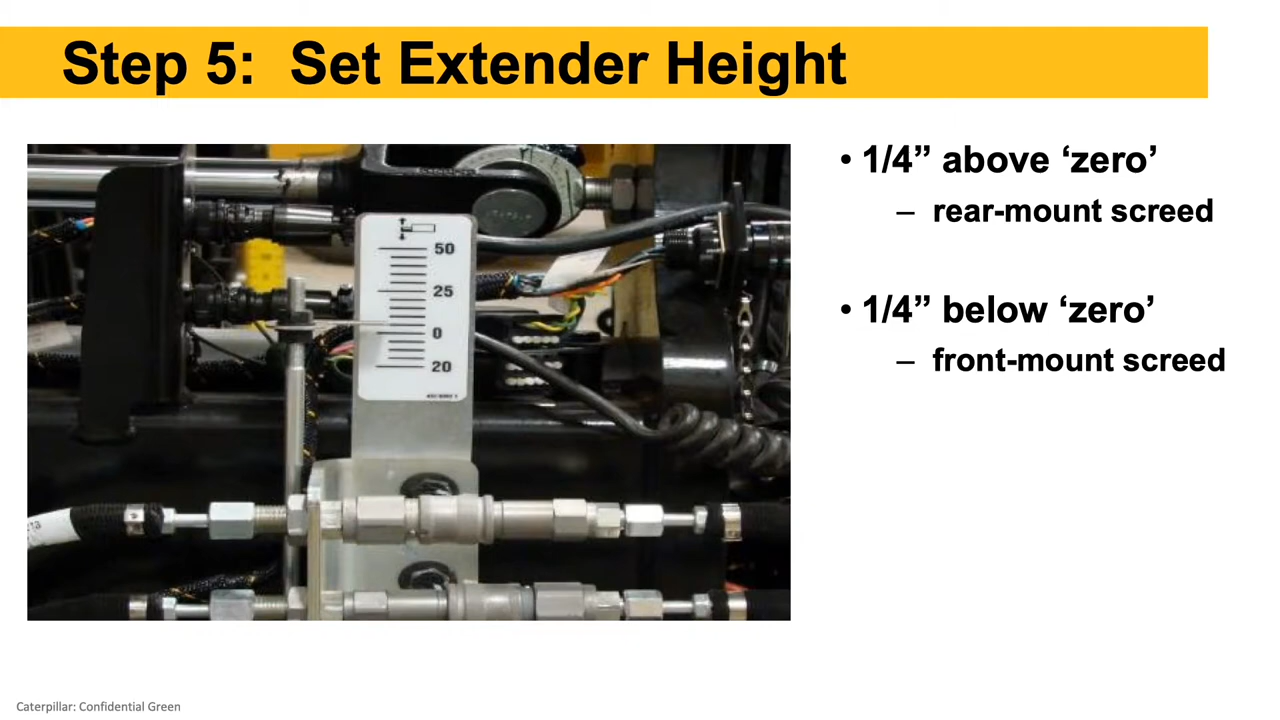 Step 5: Set Extender Height
• 1/4” above ‘zero’
– rear-mount screed
• 1/4” below ‘zero’
– front-mount screed
50
25
0
20
Caterpillar: Confidential Green